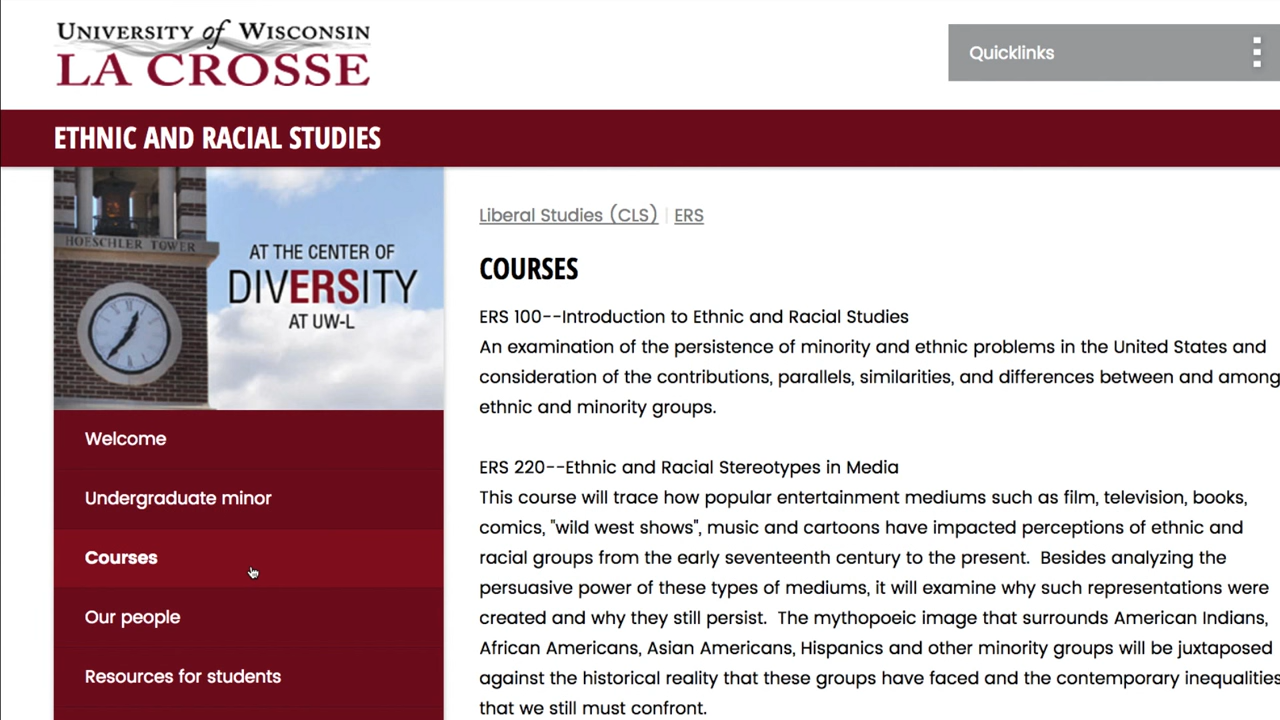 UNIVERSITY of WISCONSIN
LA CROSSE
Quicklinks
ETHNIC AND RACIAL STUDIES
HOESCHLER TOWER
AT THE CENTER OF
DIVERSITY
AT UW-L
Welcome
Undergraduate minor
Courses
Our people
Resources for students
Liberal Studies (CLS) | ERS
COURSES
ERS 100--Introduction to Ethnic and Racial Studies
An examination of the persistence of minority and ethnic problems in the United States and
consideration of the contributions, parallels, similarities, and differences between and among
ethnic and minority groups.
ERS 220--Ethnic and Racial Stereotypes in Media
This course will trace how popular entertainment mediums such as film, television, books,
comics, "wild west shows", music and cartoons have impacted perceptions of ethnic and
racial groups from the early seventeenth century to the present.  Besides analyzing the
persuasive power of these types of mediums, it will examine why such representations were
created and why they still persist.  The mythopoeic image that surrounds American Indians,
African Americans, Asian Americans, Hispanics and other minority groups will be juxtaposed
against the historical reality that these groups have faced and the contemporary inequalities
that we still must confront.